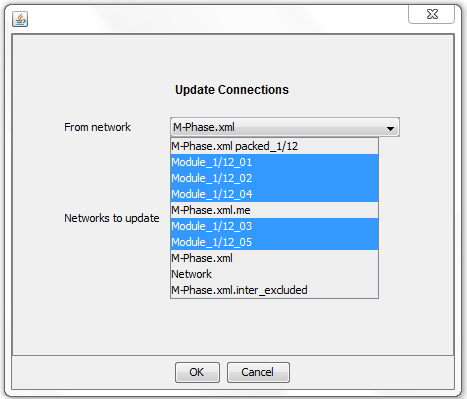 Update Connections
From network M-Phase.xml
M-Phase.xml packed_1/12
Module_1/12_01
Module_1/12_02
Module_1/12_04
Networks to update M-Phase.xml.me
Module_1/12_03
Module_1/12_05
M-Phase.xml
Network
M-Phase.xml.inter_excluded
OK Cancel